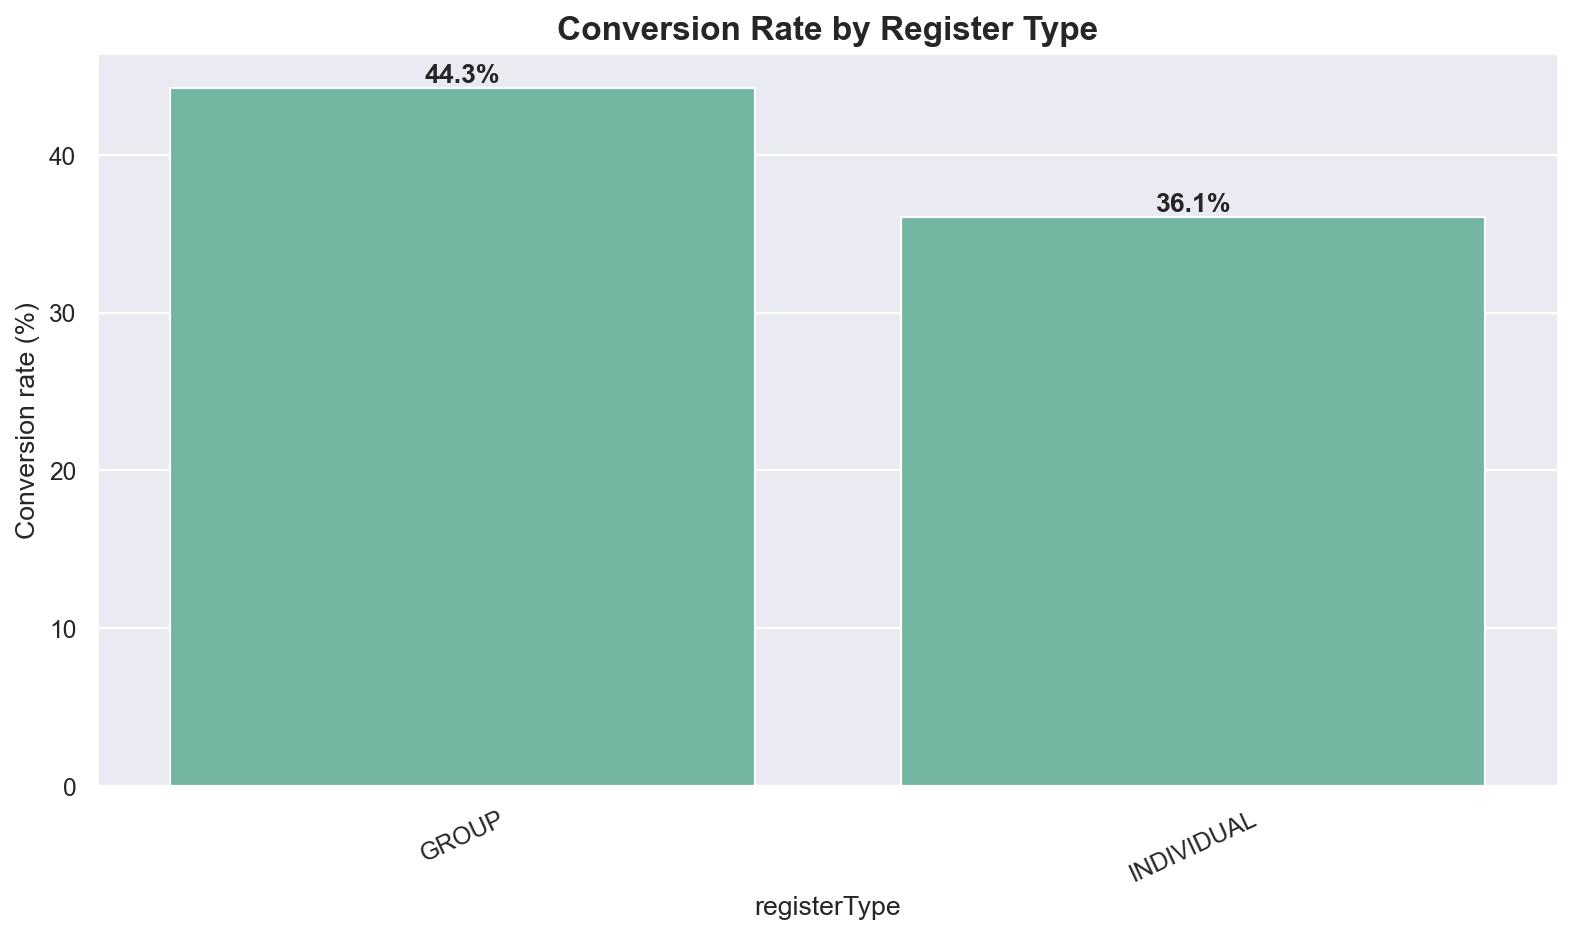 Conversion Rate by Register Type
44.3%
36.1%
Conversion rate (%)
40
30
20
10
0
GROUP
INDIVIDUAL
registerType